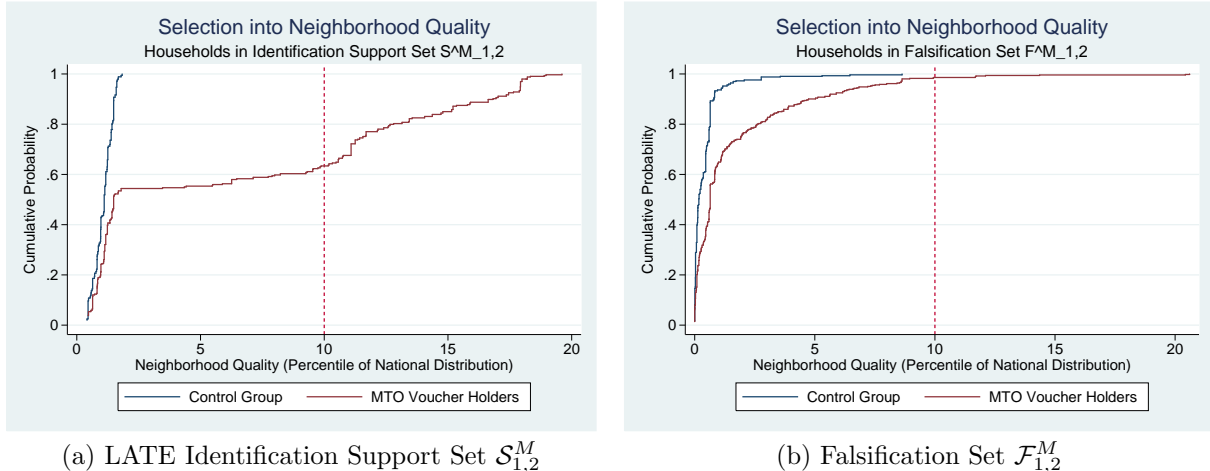 Selection into Neighborhood Quality
Households in Identification Support Set S^M_1,2
Cumulative Probability
1
.8
.6
.4
.2
0
0 5 10 15 20
Neighborhood Quality (Percentile of National Distribution)
Control Group MTO Voucher Holders
(a) LATE Identification Support Set 𝒮^M_{1,2}
Selection into Neighborhood Quality
Households in Falsification Set F^M_1,2
Cumulative Probability
1
.8
.6
.4
.2
0
0 5 10 15 20
Neighborhood Quality (Percentile of National Distribution)
Control Group MTO Voucher Holders
(b) Falsification Set ℱ^M_{1,2}